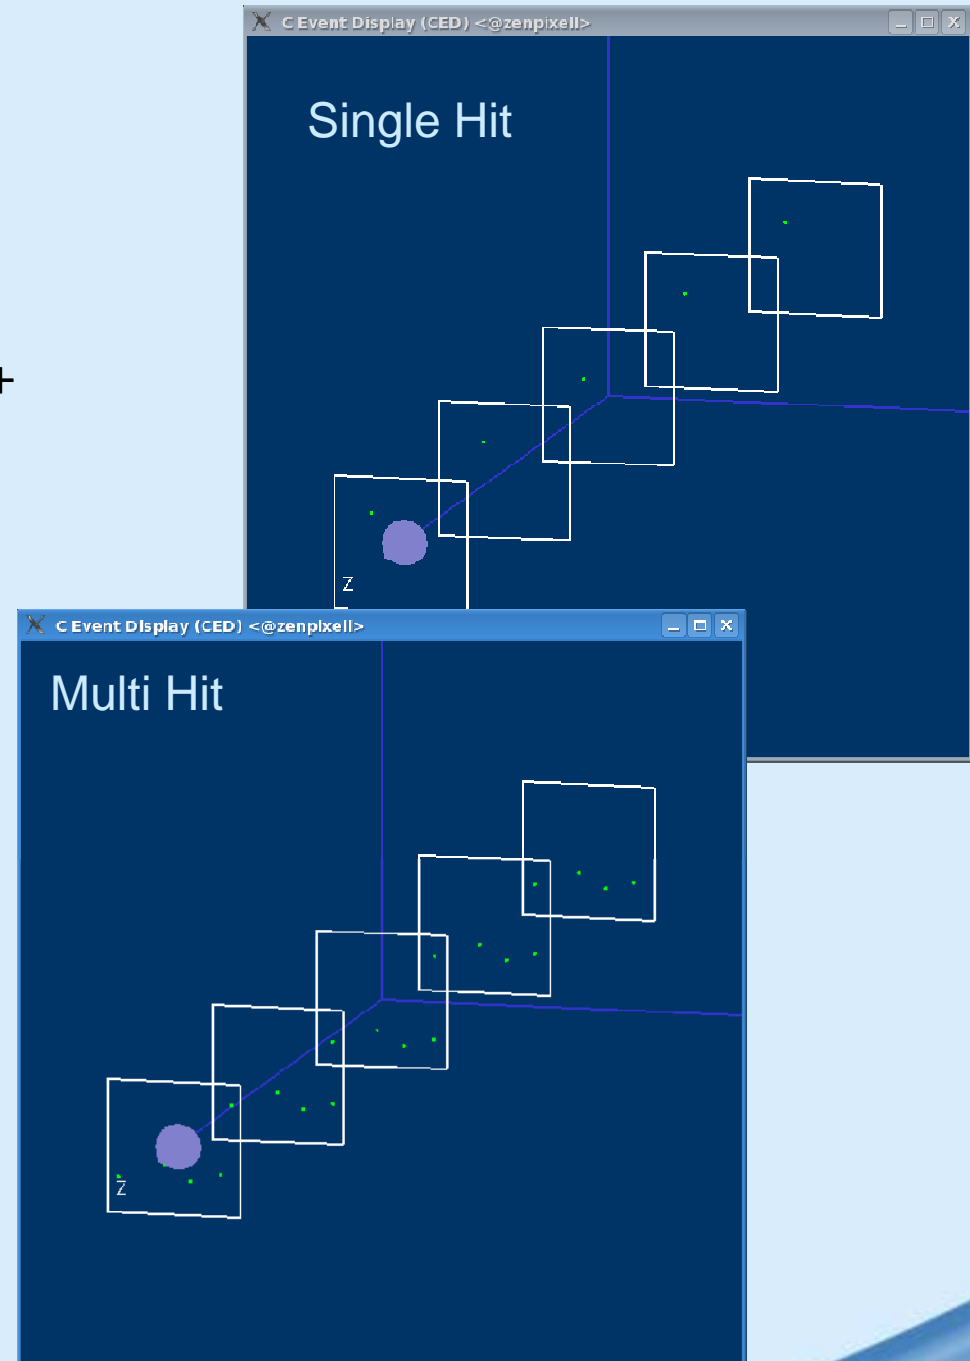 C Event Display (CED) <@zenpixell>
Single Hit
+
Z
C Event Display (CED) <@zenpixell>
Multi Hit
Z